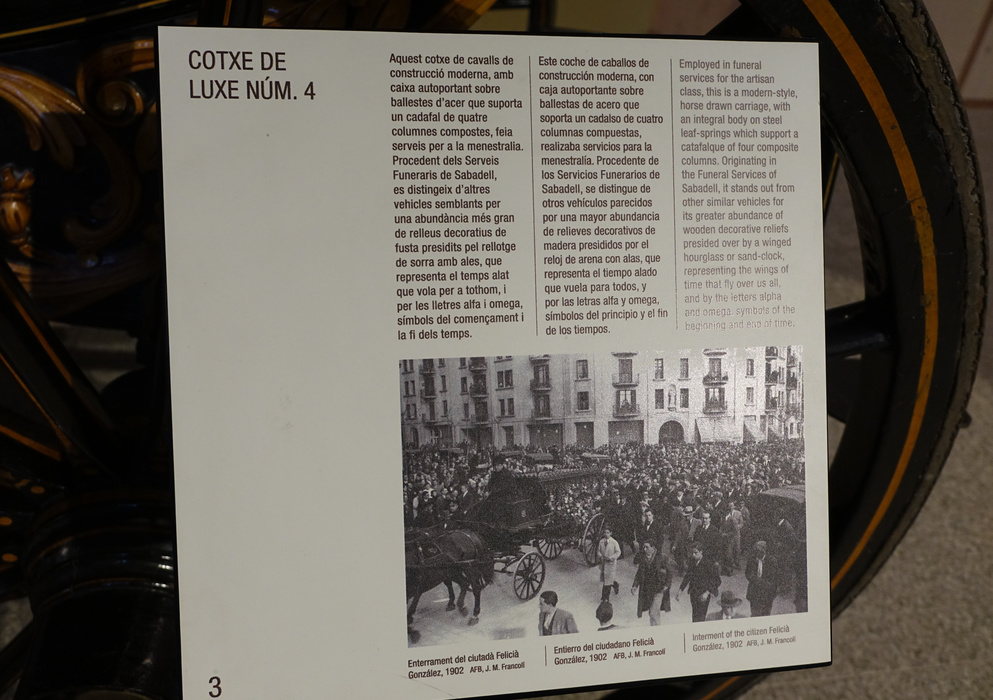 COTXE DE
LUXE NÚM. 4
Aquest cotxe de cavalls de
construcció moderna, amb
caixa autoportant sobre
ballestes d'acer que suporta
un cadafal de quatre
columnes compostes, feia
serveis per a la menestralia.
Procedent dels Serveis
Funeraris de Sabadell,
es distingeix d'altres
vehicles semblants per
una abundància més gran
de relleus decoratius de
fusta presidits pel rellotge
de sorra amb ales, que
representa el temps alat
que vola per a tothom, i
per les lletres alfa i omega,
símbols del començament i
la fi dels temps.
Este coche de caballos de
construcción moderna, con
caja autoportante sobre
ballestas de acero que
soporta un cadalso de cuatro
columnas compuestas,
realizaba servicios para la
menestralía. Procedente de
los Servicios Funerarios de
Sabadell, se distingue de
otros vehículos parecidos
por una mayor abundancia
de relieves decorativos de
madera presididos por el
reloj de arena con alas, que
representa el tiempo alado
que vuela para todos, y
por las letras alfa y omega,
símbolos del principio y el fin
de los tiempos.
Employed in funeral
services for the artisan
class, this is a modern-style,
horse drawn carriage, with
an integral body on steel
leaf-springs which support a
catafalque of four composite
columns. Originating in
the Funeral Services of
Sabadell, it stands out from
other similar vehicles for
its greater abundance of
wooden decorative reliefs
presided over by a winged
hourglass or sand-clock,
representing the wings of
time that fly over us all,
and by the letters alpha
and omega, symbols of the
beginning and end of time.
Enterrament del ciutadà Felicià
González, 1902 AFB, J. M. Francolí
Entierro del ciudadano Felicià
González, 1902 AFB, J. M. Francolí
Interment of the citizen Felicià
González, 1902 AFB, J. M. Francolí
3